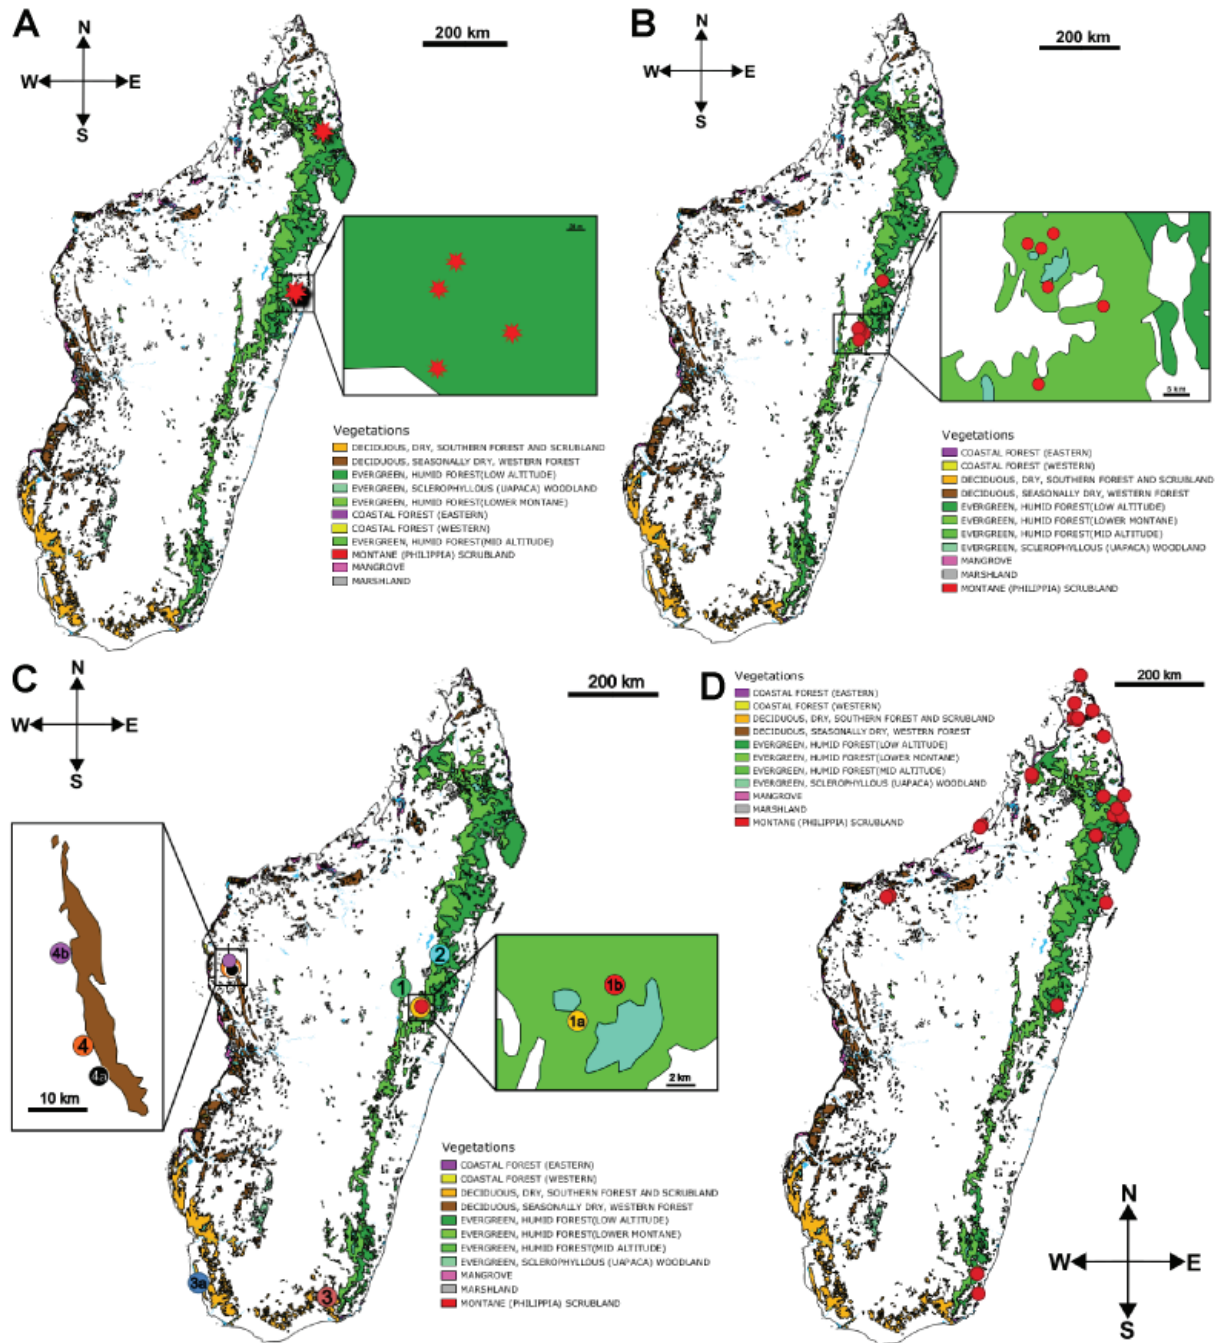 A
N
W
E
S
200 km
Vegetations
DECIDUOUS, DRY, SOUTHERN FOREST AND SCRUBLAND
DECIDUOUS, SEASONALLY DRY, WESTERN FOREST
EVERGREEN, HUMID FOREST(LOW ALTITUDE)
EVERGREEN, SCLEROPHYLLOUS (UAPACA) WOODLAND
EVERGREEN, HUMID FOREST(LOWER MONTANE)
COASTAL FOREST (EASTERN)
COASTAL FOREST (WESTERN)
EVERGREEN, HUMID FOREST(MID ALTITUDE)
MONTANE (PHILIPPIA) SCRUBLAND
MANGROVE
MARSHLAND
B
N
W
E
S
200 km
5 km
Vegetations
COASTAL FOREST (EASTERN)
COASTAL FOREST (WESTERN)
DECIDUOUS, DRY, SOUTHERN FOREST AND SCRUBLAND
DECIDUOUS, SEASONALLY DRY, WESTERN FOREST
EVERGREEN, HUMID FOREST(LOW ALTITUDE)
EVERGREEN, HUMID FOREST(LOWER MONTANE)
EVERGREEN, HUMID FOREST(MID ALTITUDE)
EVERGREEN, SCLEROPHYLLOUS (UAPACA) WOODLAND
MANGROVE
MARSHLAND
MONTANE (PHILIPPIA) SCRUBLAND
C
N
W
E
S
200 km
4b
4
4a
10 km
1
2
1b
1a
2 km
3a
3
Vegetations
COASTAL FOREST (EASTERN)
COASTAL FOREST (WESTERN)
DECIDUOUS, DRY, SOUTHERN FOREST AND SCRUBLAND
DECIDUOUS, SEASONALLY DRY, WESTERN FOREST
EVERGREEN, HUMID FOREST(LOW ALTITUDE)
EVERGREEN, HUMID FOREST(LOWER MONTANE)
EVERGREEN, HUMID FOREST(MID ALTITUDE)
EVERGREEN, SCLEROPHYLLOUS (UAPACA) WOODLAND
MANGROVE
MARSHLAND
MONTANE (PHILIPPIA) SCRUBLAND
D
Vegetations
COASTAL FOREST (EASTERN)
COASTAL FOREST (WESTERN)
DECIDUOUS, DRY, SOUTHERN FOREST AND SCRUBLAND
DECIDUOUS, SEASONALLY DRY, WESTERN FOREST
EVERGREEN, HUMID FOREST(LOW ALTITUDE)
EVERGREEN, HUMID FOREST(LOWER MONTANE)
EVERGREEN, HUMID FOREST(MID ALTITUDE)
EVERGREEN, SCLEROPHYLLOUS (UAPACA) WOODLAND
MANGROVE
MARSHLAND
MONTANE (PHILIPPIA) SCRUBLAND
200 km
N
W
E
S